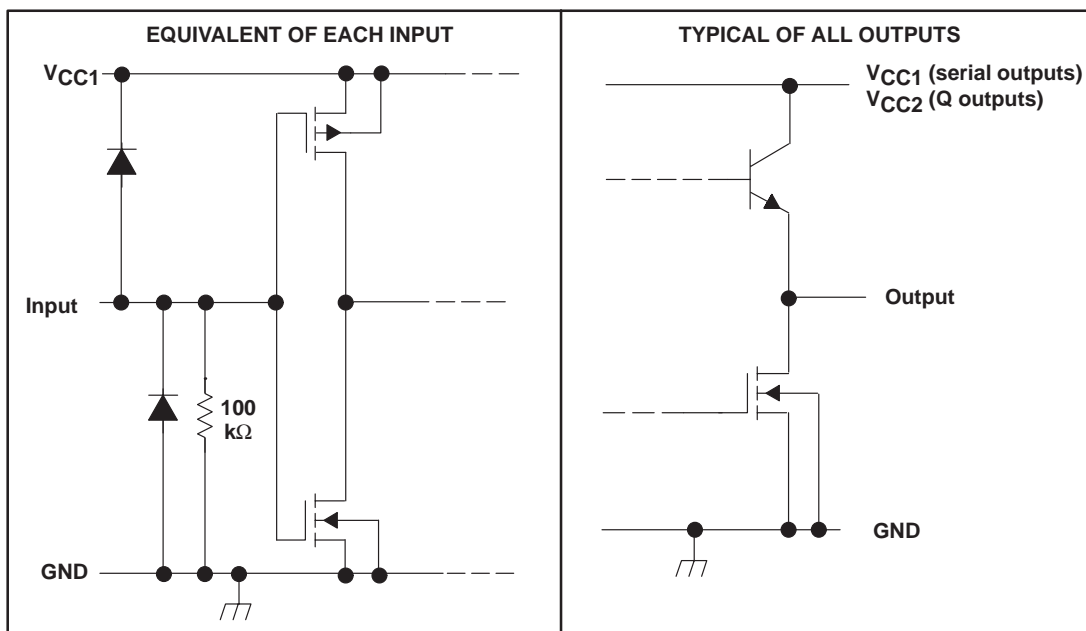 EQUIVALENT OF EACH INPUT
VCC1
Input
100
kΩ
GND
TYPICAL OF ALL OUTPUTS
VCC1 (serial outputs)
VCC2 (Q outputs)
Output
GND